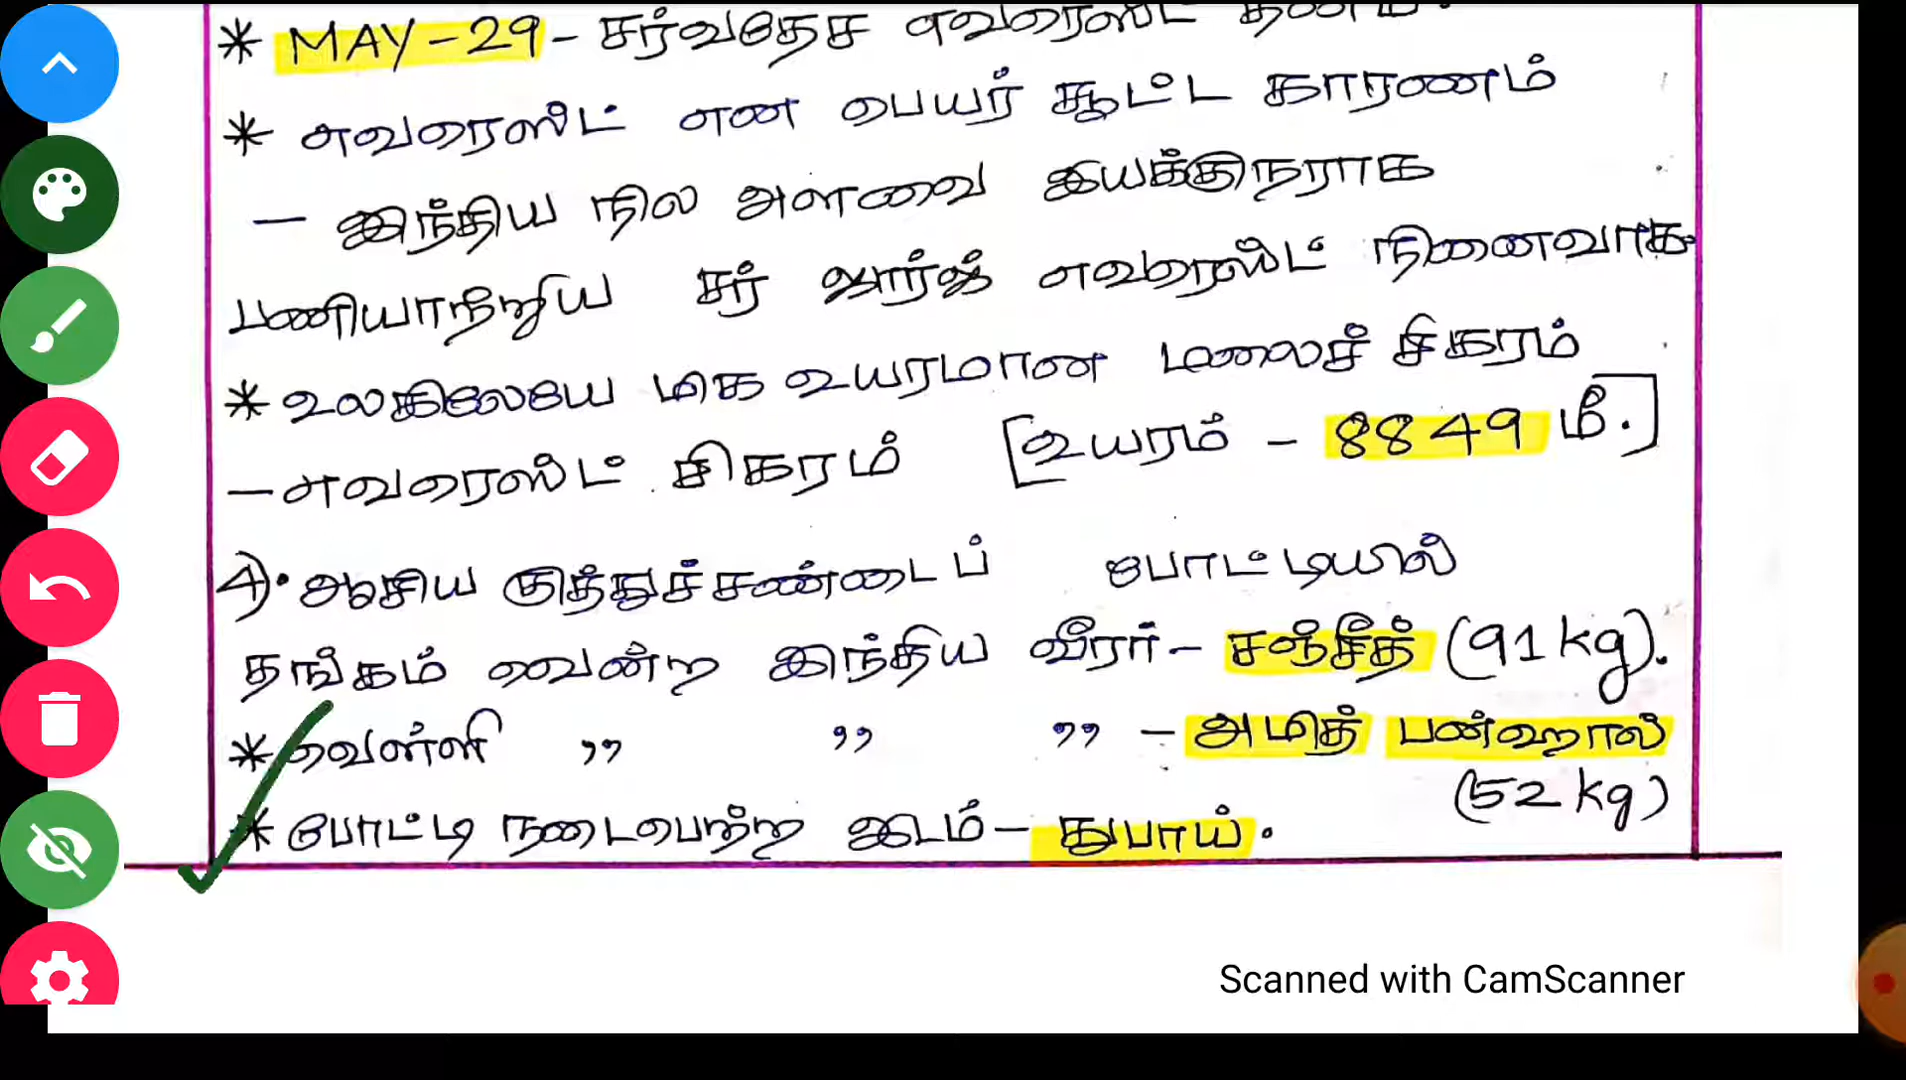 * MAY - 29 - சர்வதேச எவரெஸ்ட் தினம்.
* எவரெஸ்ட் என பெயர் சூட்ட காரணம்
- இந்திய நில அளவை இயக்குநராக
பணியாற்றிய சர் ஜார்ஜ் எவரெஸ்ட் நினைவாக
* உலகிலேயே மிக உயரமான மலைச் சிகரம்
- எவரெஸ்ட் சிகரம் [உயரம் - 8849 மீ.]
4). ஆசிய குத்துச்சண்டைப் போட்டியில்
தங்கம் வென்ற இந்திய வீரர் - சஞ்சீத் (91 kg).
* வெள்ளி " " " - அமித் பன்ஹால்
(52 kg)
* போட்டி நடைபெற்ற இடம் - துபாய்.
Scanned with CamScanner